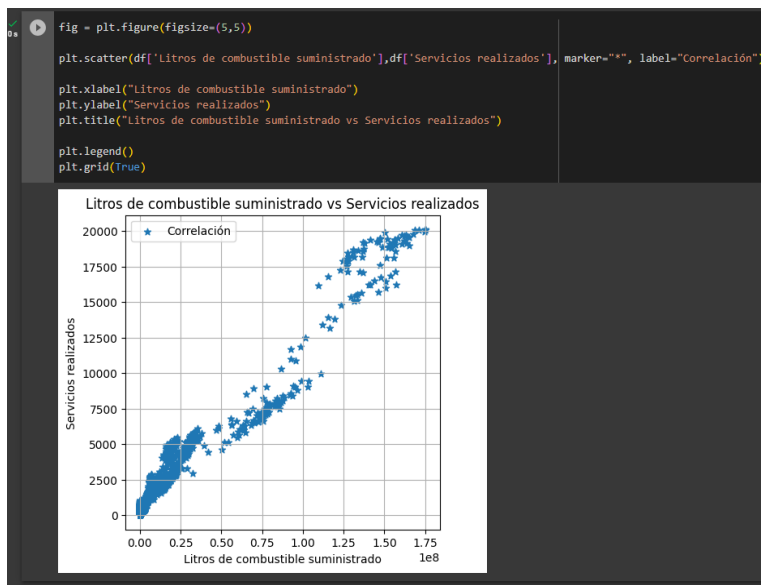 0s
fig = plt.figure(figsize=(5,5))
plt.scatter(df['Litros de combustible suministrado'],df['Servicios realizados'], marker="*", label="Correlación")
plt.xlabel("Litros de combustible suministrado")
plt.ylabel("Servicios realizados")
plt.title("Litros de combustible suministrado vs Servicios realizados")
plt.legend()
plt.grid(True)
Litros de combustible suministrado vs Servicios realizados
Correlación
20000
17500
15000
12500
10000
7500
5000
2500
0
Servicios realizados
0.00 0.25 0.50 0.75 1.00 1.25 1.50 1.75
1e8
Litros de combustible suministrado